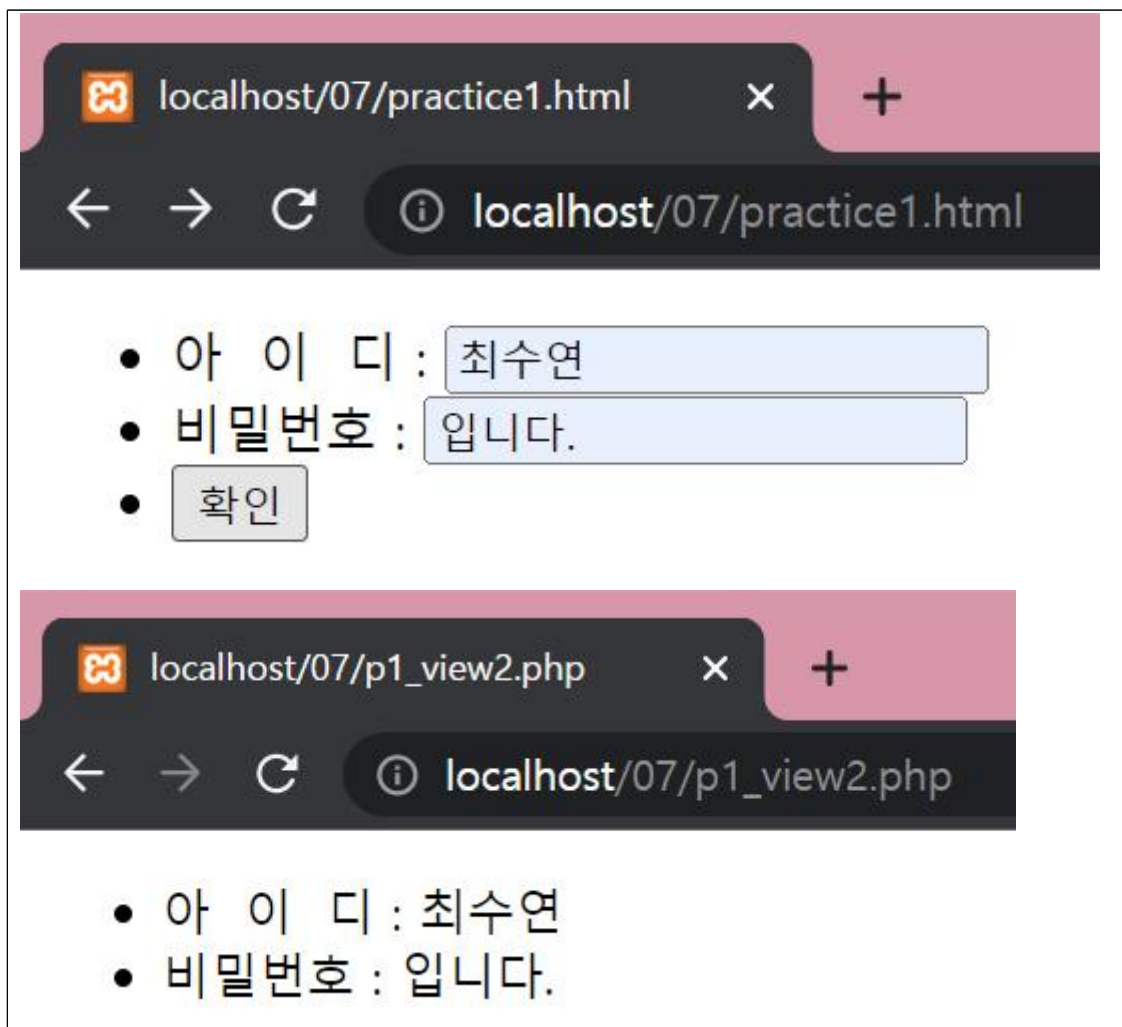 localhost/07/practice1.html
localhost/07/practice1.html
아 이 디 : 최수연
비밀번호 : 입니다.
확인
localhost/07/p1_view2.php
localhost/07/p1_view2.php
아 이 디 : 최수연
비밀번호 : 입니다.